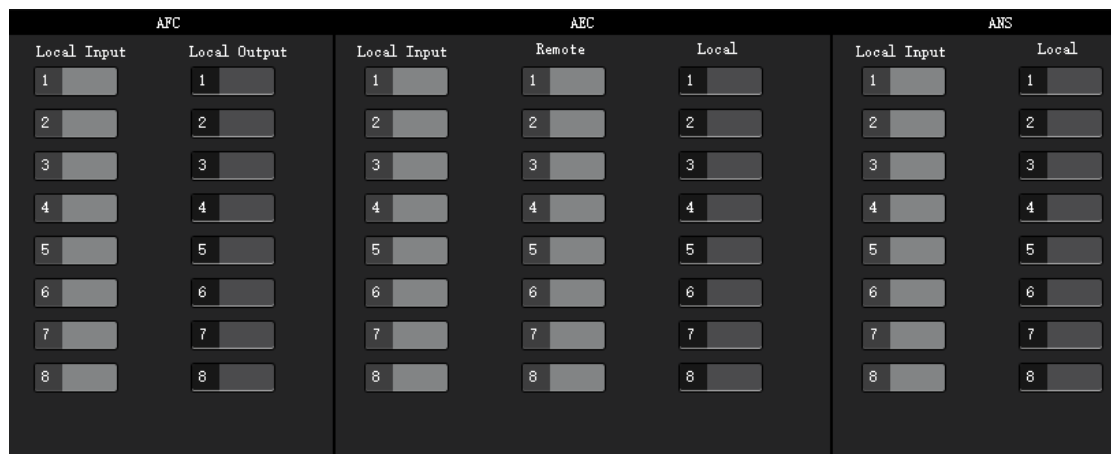 AFC AEC ANS
Local Input Local Output Local Input Remote Local Local Input Local
1 1 1 1 1 1 1
2 2 2 2 2 2 2
3 3 3 3 3 3 3
4 4 4 4 4 4 4
5 5 5 5 5 5 5
6 6 6 6 6 6 6
7 7 7 7 7 7 7
8 8 8 8 8 8 8